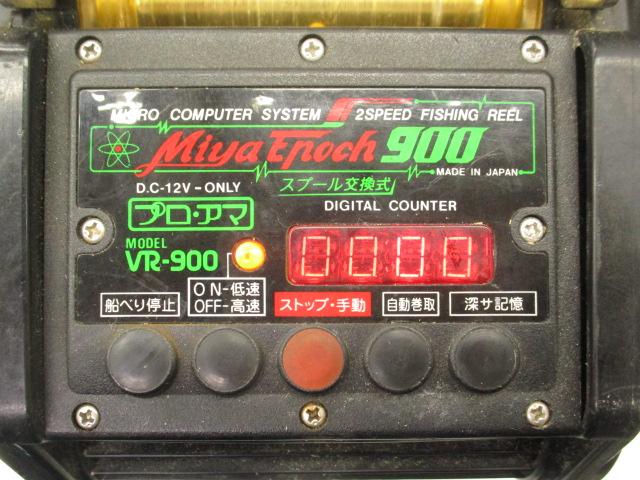 MICRO COMPUTER SYSTEM 2SPEED FISHING REEL
Miya Epoch 900
MADE IN JAPAN
D.C-12V-ONLY
スプール交換式
プロ・アマ
DIGITAL COUNTER
MODEL
VR-900
0000
船べり停止
ON-低速
OFF-高速
ストップ・手動
自動巻取
深サ記憶